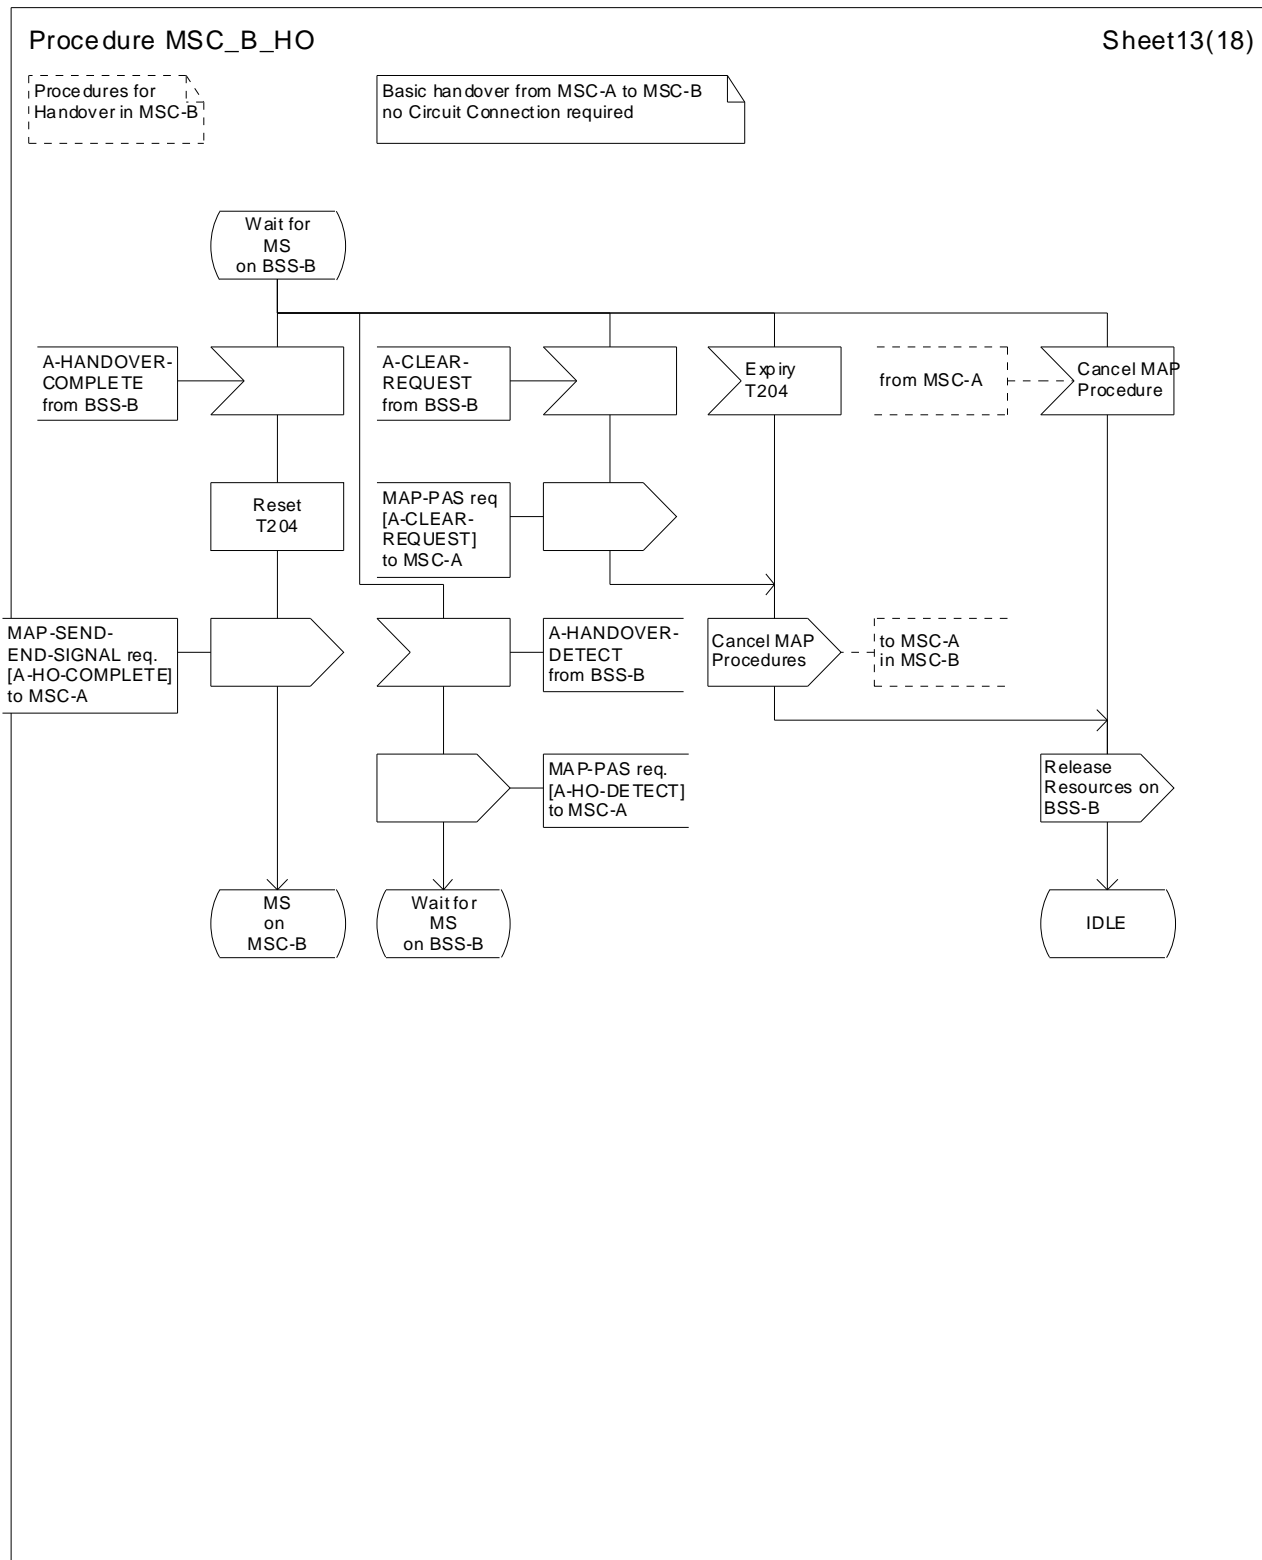 Procedure MSC_B_HO
Sheet13(18)
Procedures for
Handover in MSC-B
Basic handover from MSC-A to MSC-B
no Circuit Connection required
Wait for
MS
on BSS-B
A-HANDOVER-
COMPLETE
from BSS-B
A-CLEAR-
REQUEST
from BSS-B
Expiry
T204
from MSC-A
Cancel MAP
Procedure
Reset
T204
MAP-PAS req
[A-CLEAR-
REQUEST]
to MSC-A
MAP-SEND-
END-SIGNAL req.
[A-HO-COMPLETE]
to MSC-A
A-HANDOVER-
DETECT
from BSS-B
Cancel MAP
Procedures
to MSC-A
in MSC-B
MAP-PAS req.
[A-HO-DETECT]
to MSC-A
Release
Resources on
BSS-B
MS
on
MSC-B
Wait for
MS
on BSS-B
IDLE